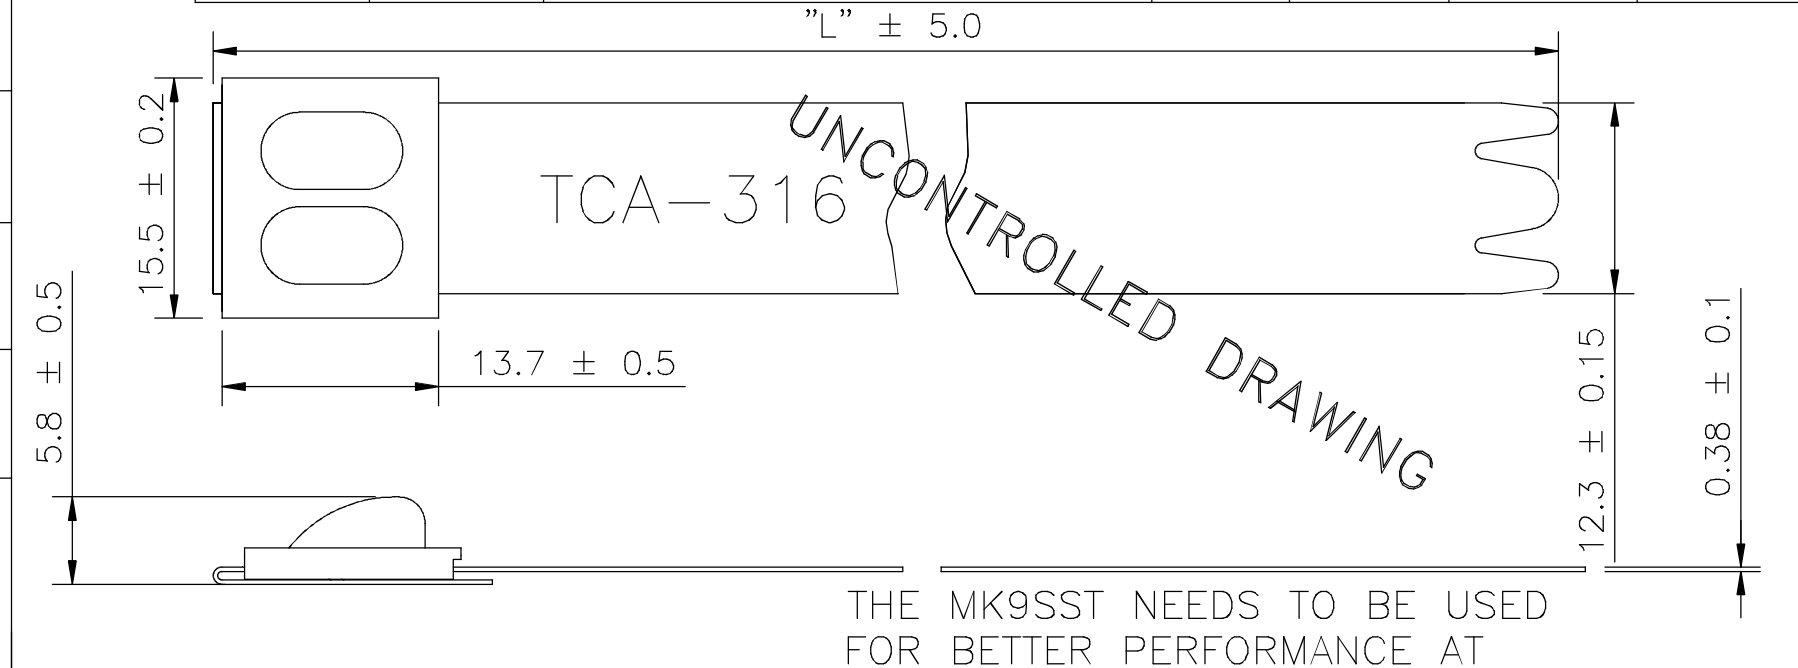 "L" ± 5.0
15.5 ± 0.2
TCA-316
UNCONTROLLED DRAWING
5.8 ± 0.5
13.7 ± 0.5
12.3 ± 0.15
0.38 ± 0.1
THE MK9SST NEEDS TO BE USED
FOR BETTER PERFORMANCE AT